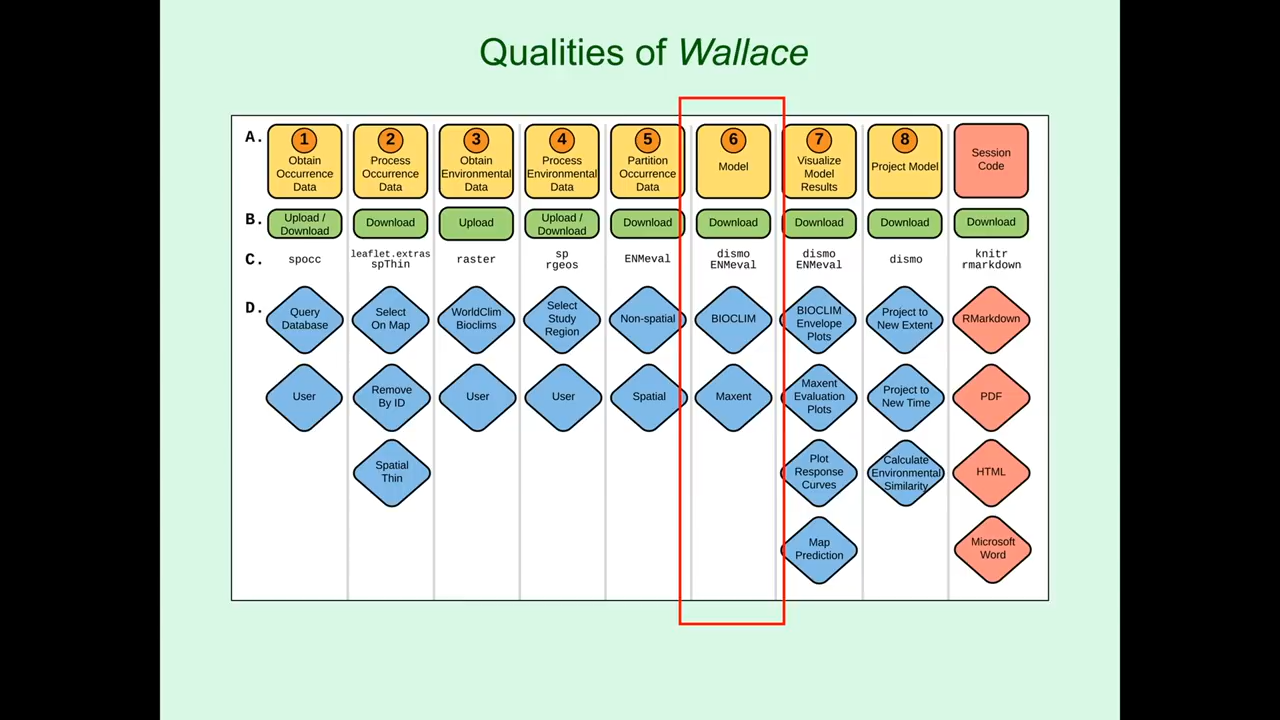 Qualities of Wallace
A.
1
Obtain
Occurrence
Data
2
Process
Occurrence
Data
3
Obtain
Environmental
Data
4
Process
Environmental
Data
5
Partition
Occurrence
Data
6
Model
7
Visualize
Model
Results
8
Project Model
Session
Code
B.
Upload /
Download
Download
Upload
Upload /
Download
Download
Download
Download
Download
Download
C.
spocc
leaflet.extras
spThin
raster
sp
rgeos
ENMeval
dismo
ENMeval
dismo
ENMeval
dismo
knitr
rmarkdown
D.
Query
Database
Select
On Map
WorldClim
Bioclims
Select
Study
Region
Non-spatial
BIOCLIM
BIOCLIM
Envelope
Plots
Project to
New Extent
RMarkdown
User
Remove
By ID
User
User
Spatial
Maxent
Maxent
Evaluation
Plots
Project to
New Time
PDF
Spatial
Thin
Plot
Response
Curves
Calculate
Environmental
Similarity
HTML
Map
Prediction
Microsoft
Word